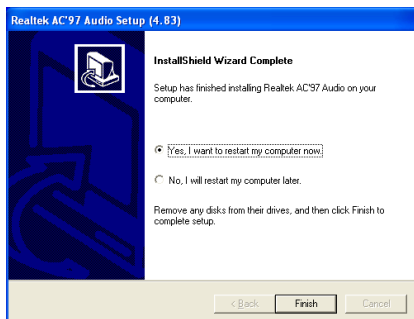 Realtek AC'97 Audio Setup (4.83)
InstallShield Wizard Complete
Setup has finished installing Realtek AC'97 Audio on your
computer.
Yes, I want to restart my computer now.
No, I will restart my computer later.
Remove any disks from their drives, and then click Finish to
complete setup.
< Back
Finish
Cancel